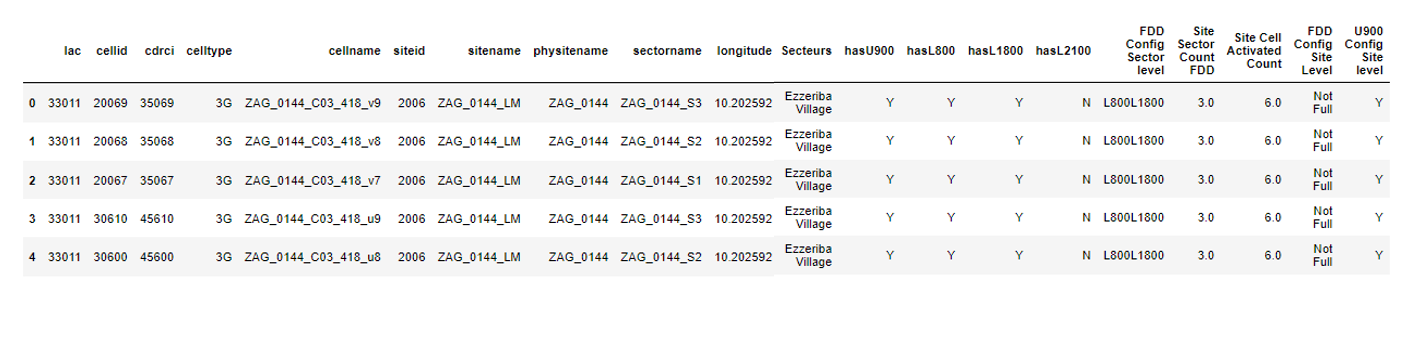 lac cellid cdrci celltype cellname siteid sitename physitename sectorname longitude Secteurs hasU900 hasL800 hasL1800 hasL2100 FDD Config Sector level Site Sector Count FDD Site Cell Activated Count FDD Config Site Level U900 Config Site level
0 33011 20069 35069 3G ZAG_0144_C03_418_v9 2006 ZAG_0144_LM ZAG_0144 ZAG_0144_S3 10.202592 Ezzeriba Village Y Y Y N L800L1800 3.0 6.0 Not Full Y
1 33011 20068 35068 3G ZAG_0144_C03_418_v8 2006 ZAG_0144_LM ZAG_0144 ZAG_0144_S2 10.202592 Ezzeriba Village Y Y Y N L800L1800 3.0 6.0 Not Full Y
2 33011 20067 35067 3G ZAG_0144_C03_418_v7 2006 ZAG_0144_LM ZAG_0144 ZAG_0144_S1 10.202592 Ezzeriba Village Y Y Y N L800L1800 3.0 6.0 Not Full Y
3 33011 30610 45610 3G ZAG_0144_C03_418_u9 2006 ZAG_0144_LM ZAG_0144 ZAG_0144_S3 10.202592 Ezzeriba Village Y Y Y N L800L1800 3.0 6.0 Not Full Y
4 33011 30600 45600 3G ZAG_0144_C03_418_u8 2006 ZAG_0144_LM ZAG_0144 ZAG_0144_S2 10.202592 Ezzeriba Village Y Y Y N L800L1800 3.0 6.0 Not Full Y